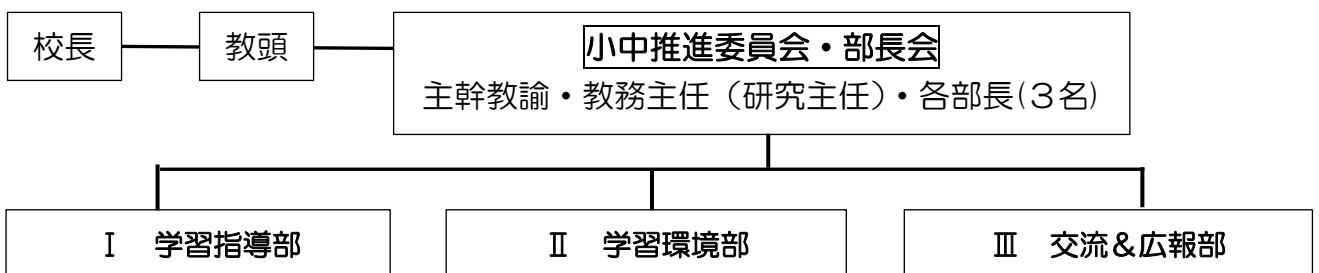 校長
教頭
小中推進委員会・部長会
主幹教諭・教務主任（研究主任）・各部長(３名)
Ⅰ　学習指導部
Ⅱ　学習環境部
Ⅲ　交流＆広報部